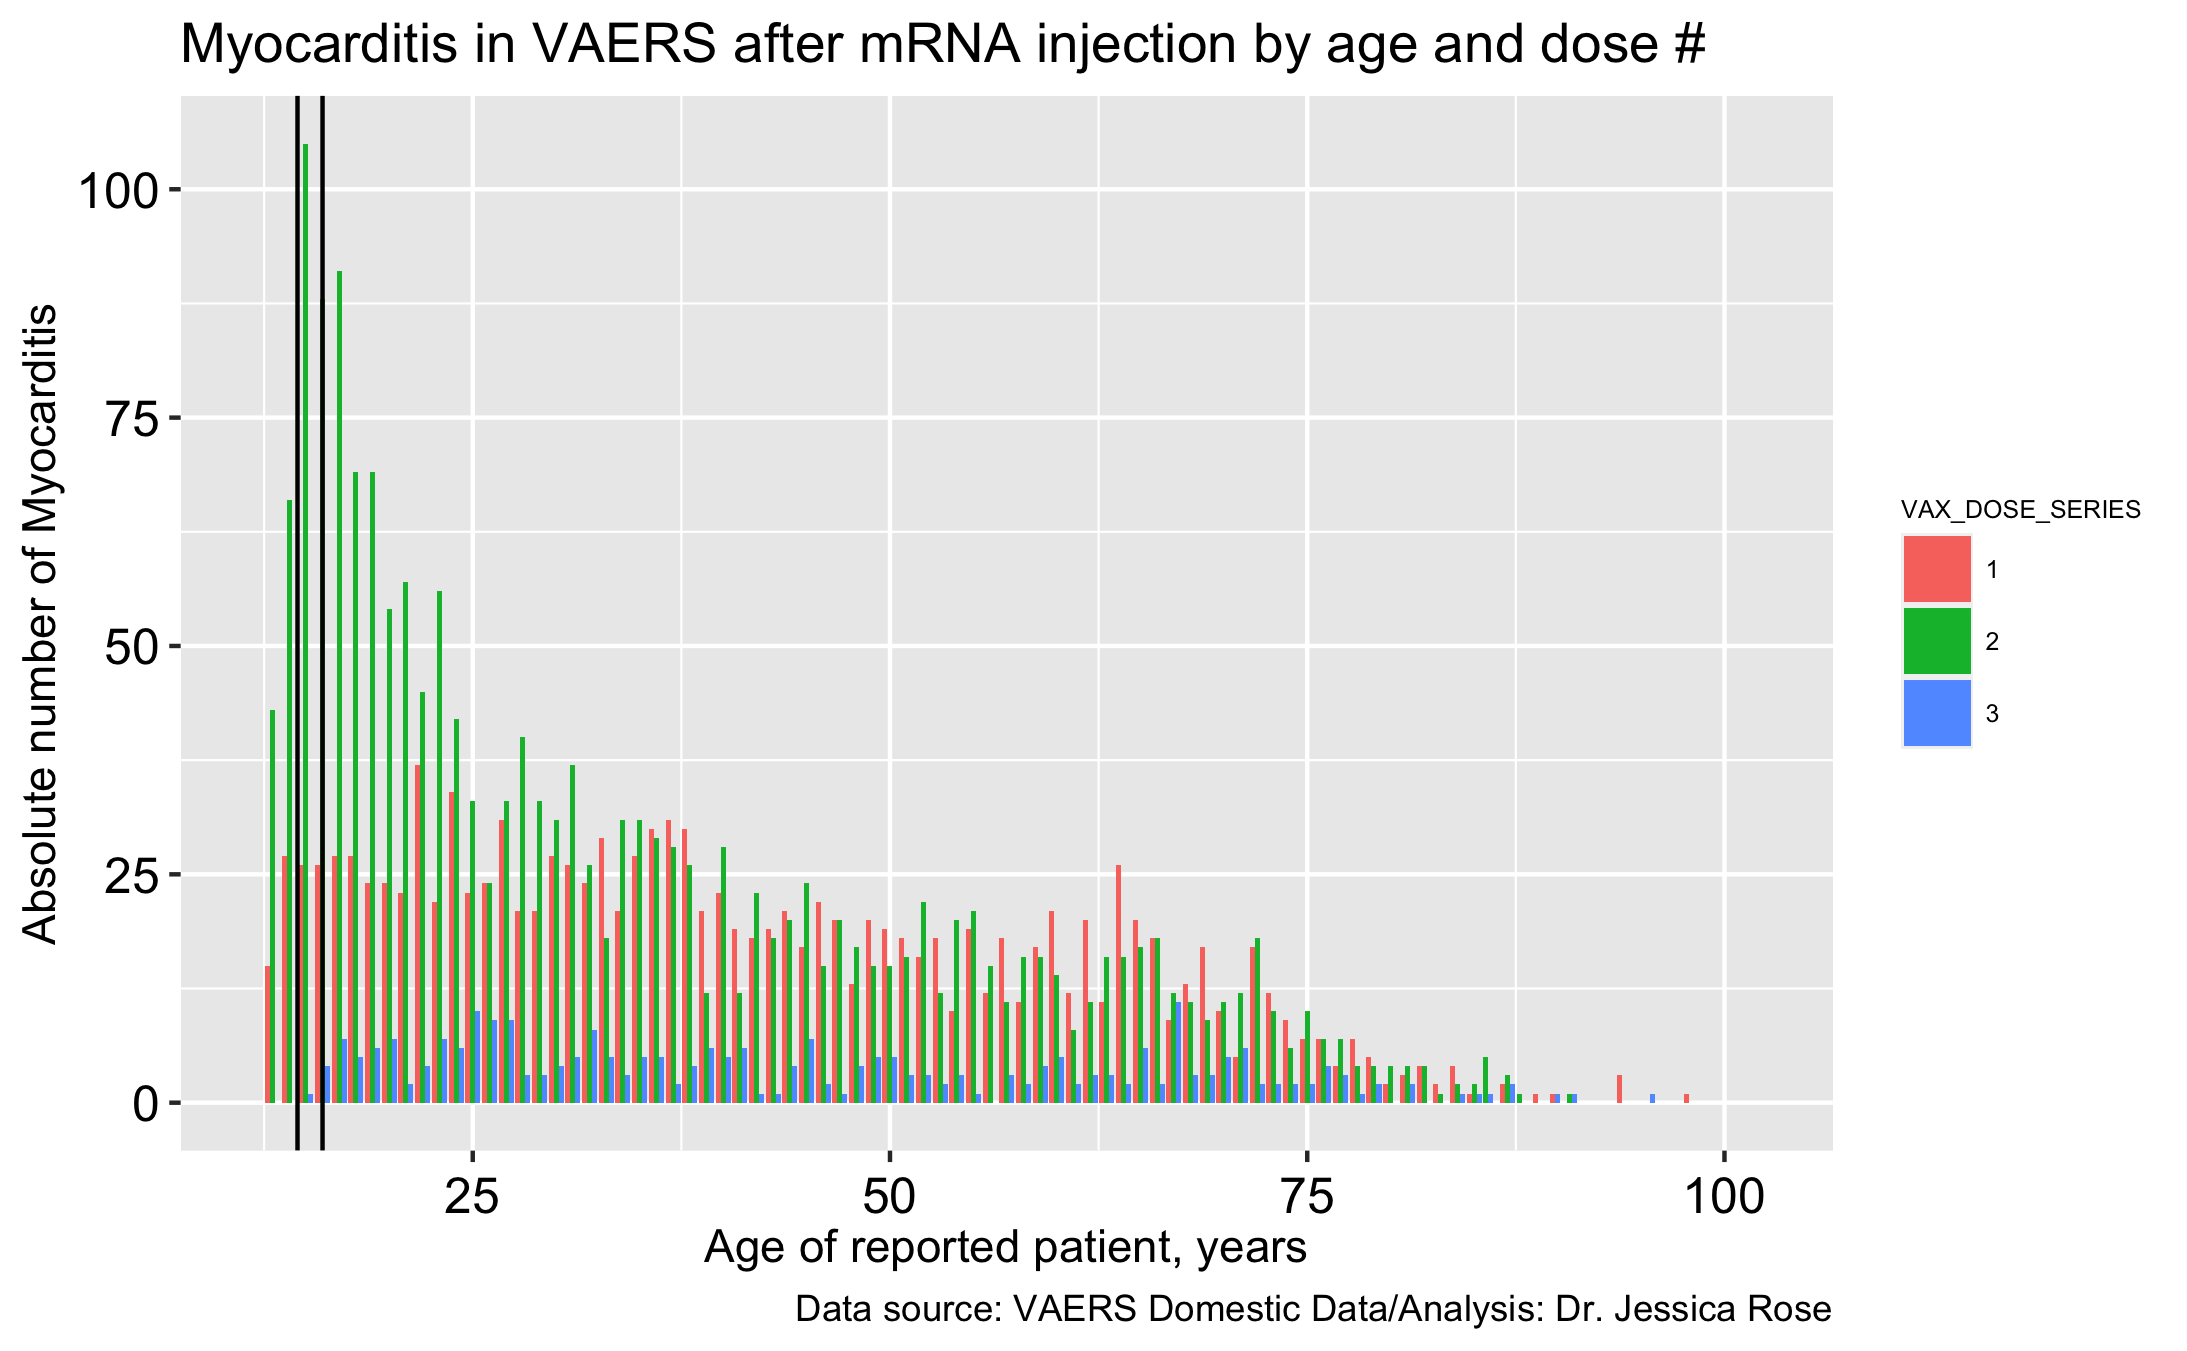 Myocarditis in VAERS after mRNA injection by age and dose #
Absolute number of Myocarditis
100
75
50
25
0
25
50
75
100
Age of reported patient, years
Data source: VAERS Domestic Data/Analysis: Dr. Jessica Rose
VAX_DOSE_SERIES
1
2
3